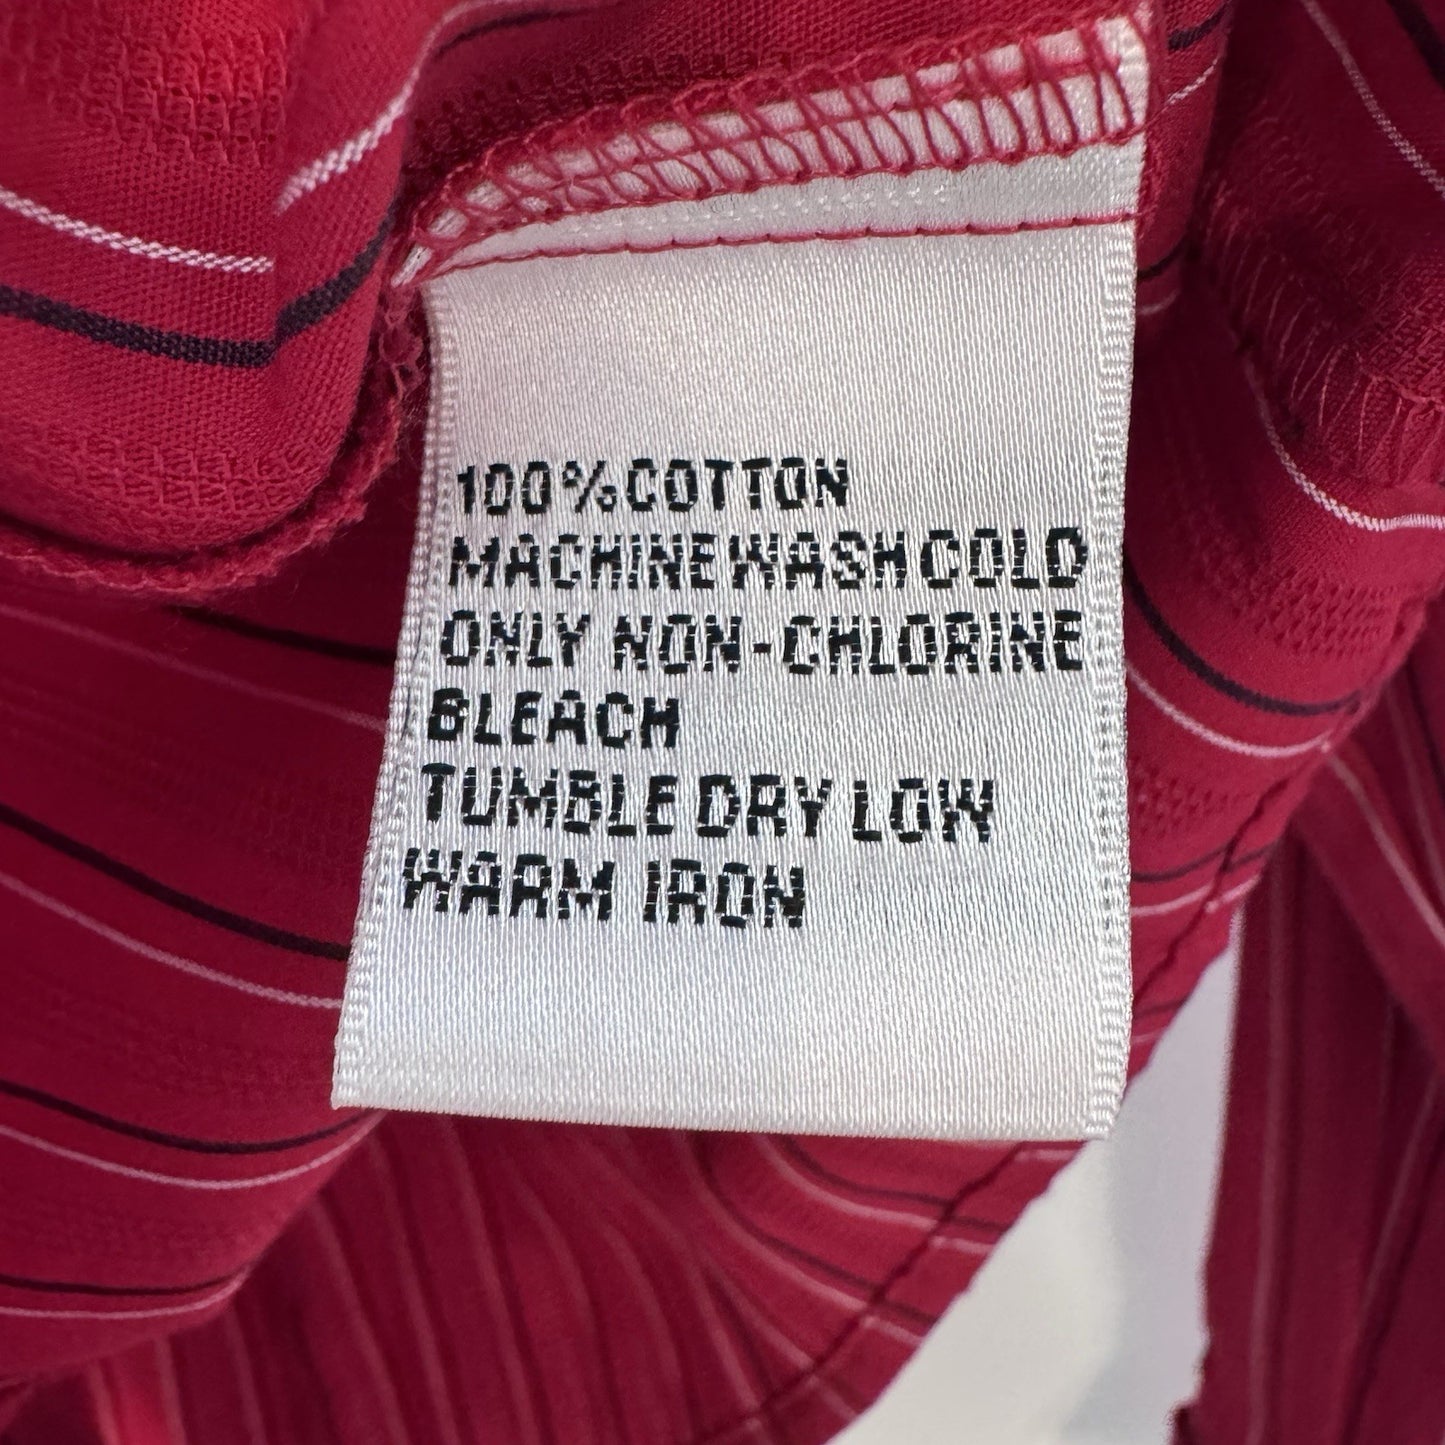 100% COTTON
MACHINE WASH COLD
ONLY NON-CHLORINE
BLEACH
TUMBLE DRY LOW
WARM IRON